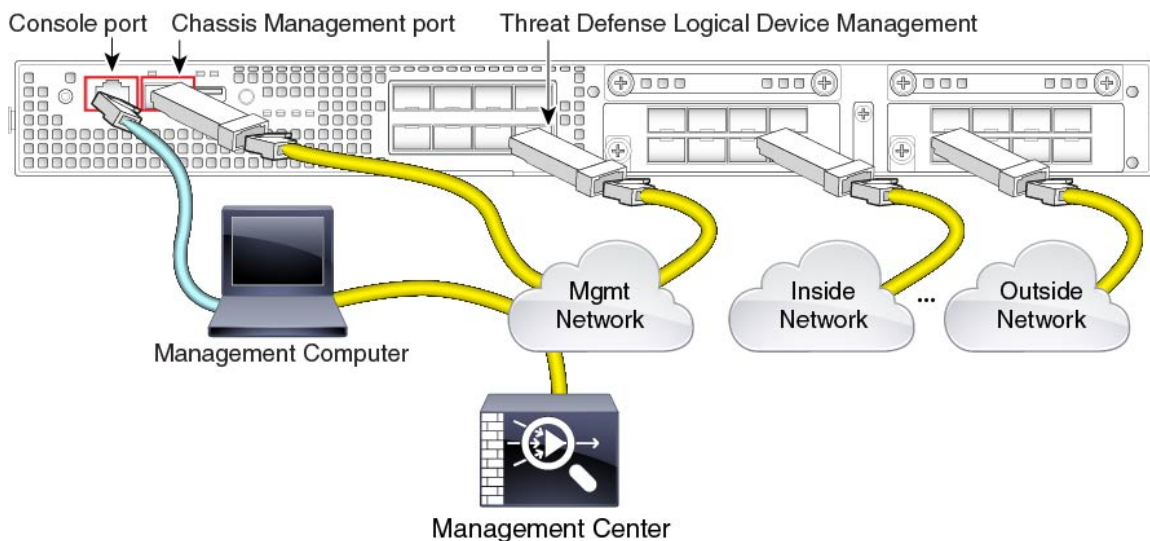 Console port
Chassis Management port
Threat Defense Logical Device Management
Mgmt
Network
Inside
Network
...
Outside
Network
Management Computer
Management Center